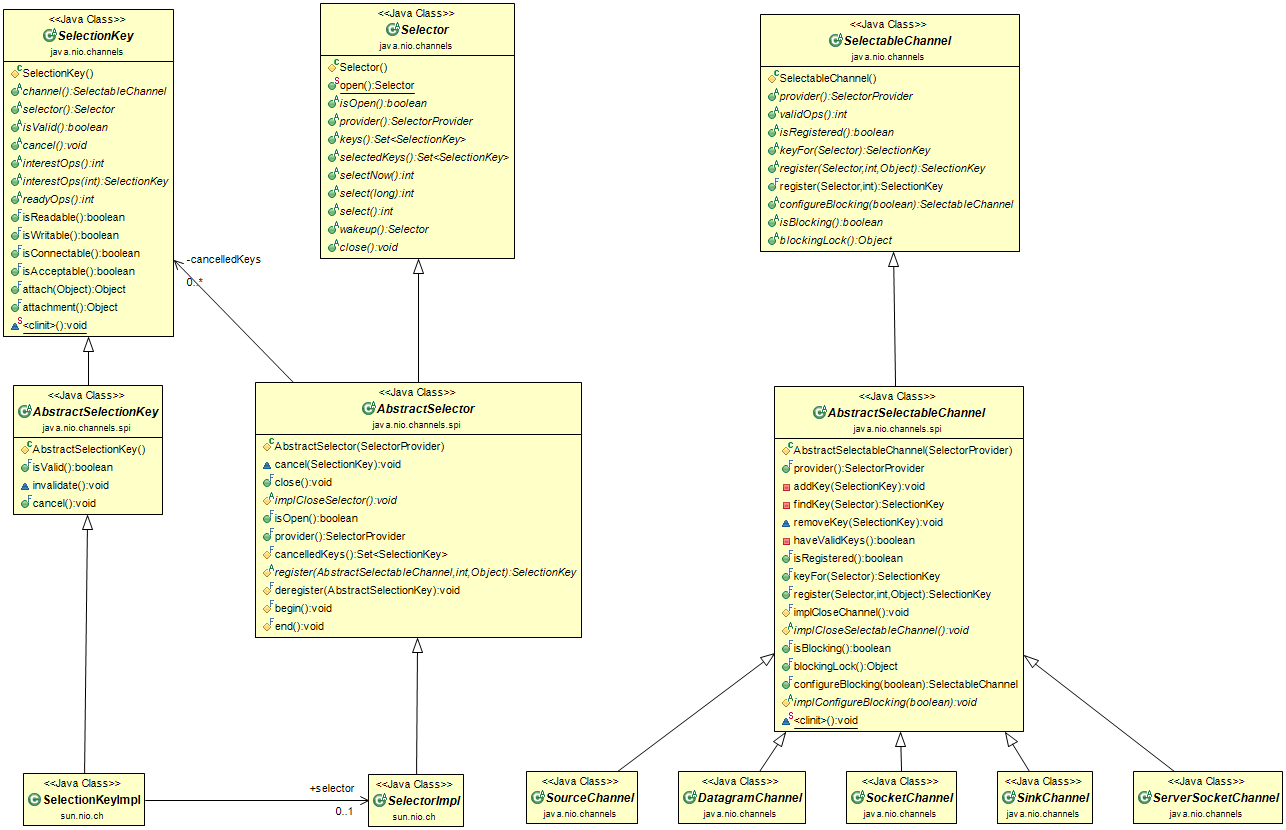 <<Java Class>>
SelectionKey
java.nio.channels
SelectionKey()
channel():SelectableChannel
selector():Selector
isValid():boolean
cancel():void
interestOps():int
interestOps(int):SelectionKey
readyOps():int
isReadable():boolean
isWritable():boolean
isConnectable():boolean
isAcceptable():boolean
attach(Object):Object
attachment():Object
<clinit>():void
<<Java Class>>
Selector
java.nio.channels
Selector()
open():Selector
isOpen():boolean
provider():SelectorProvider
keys():Set<SelectionKey>
selectedKeys():Set<SelectionKey>
selectNow():int
select(long):int
select():int
wakeup():Selector
close():void
<<Java Class>>
SelectableChannel
java.nio.channels
SelectableChannel()
provider():SelectorProvider
validOps():int
isRegistered():boolean
keyFor(Selector):SelectionKey
register(Selector,int,Object):SelectionKey
register(Selector,int):SelectionKey
configureBlocking(boolean):SelectableChannel
isBlocking():boolean
blockingLock():Object
-cancelledKeys
0..*
<<Java Class>>
AbstractSelectionKey
java.nio.channels.spi
AbstractSelectionKey()
isValid():boolean
invalidate():void
cancel():void
<<Java Class>>
AbstractSelector
java.nio.channels.spi
AbstractSelector(SelectorProvider)
cancel(SelectionKey):void
close():void
implCloseSelector():void
isOpen():boolean
provider():SelectorProvider
cancelledKeys():Set<SelectionKey>
register(AbstractSelectableChannel,int,Object):SelectionKey
deregister(AbstractSelectionKey):void
begin():void
end():void
<<Java Class>>
AbstractSelectableChannel
java.nio.channels.spi
AbstractSelectableChannel(SelectorProvider)
provider():SelectorProvider
addKey(SelectionKey):void
findKey(Selector):SelectionKey
removeKey(SelectionKey):void
haveValidKeys():boolean
isRegistered():boolean
keyFor(Selector):SelectionKey
register(Selector,int,Object):SelectionKey
implCloseChannel():void
implCloseSelectableChannel():void
isBlocking():boolean
blockingLock():Object
configureBlocking(boolean):SelectableChannel
implConfigureBlocking(boolean):void
<clinit>():void
<<Java Class>>
SelectionKeyImpl
sun.nio.ch
+selector
0..1
<<Java Class>>
SelectorImpl
sun.nio.ch
<<Java Class>>
SourceChannel
java.nio.channels
<<Java Class>>
DatagramChannel
java.nio.channels
<<Java Class>>
SocketChannel
java.nio.channels
<<Java Class>>
SinkChannel
java.nio.channels
<<Java Class>>
ServerSocketChannel
java.nio.channels